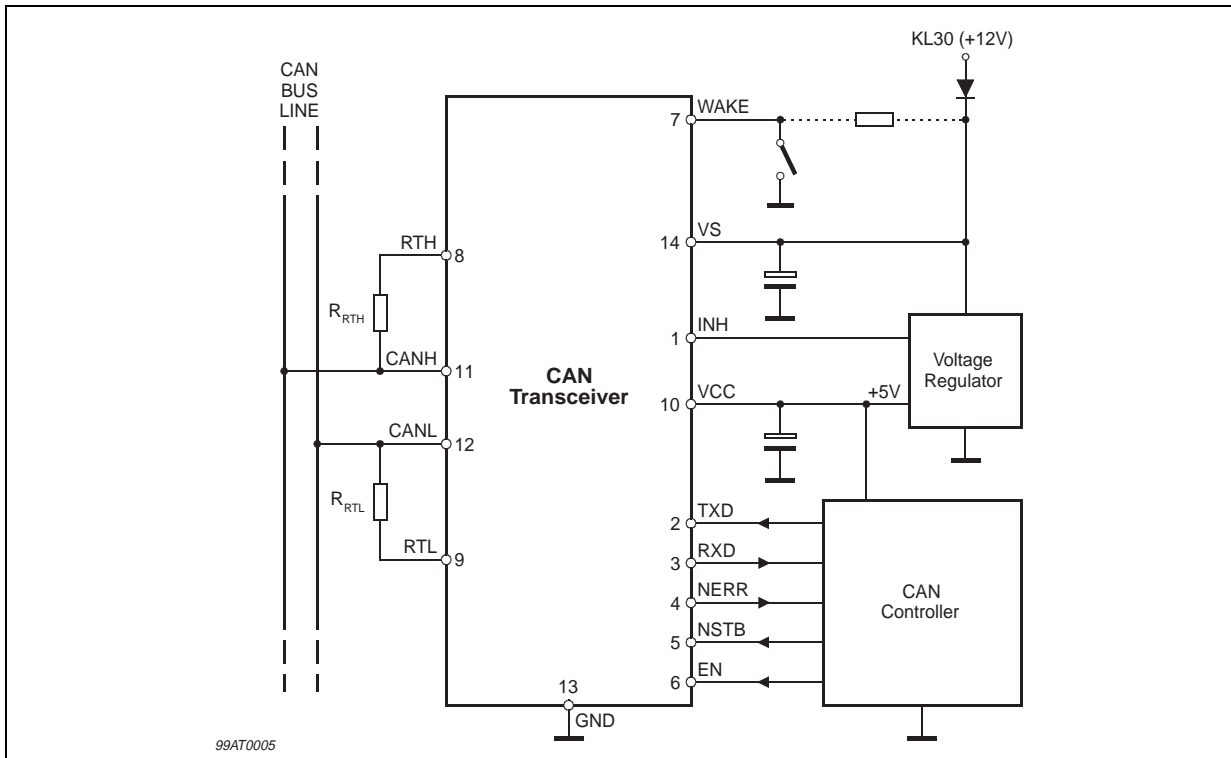 KL30 (+12V)
CAN
BUS
LINE
7 WAKE
14 VS
RTH
8
R_RTH
1 INH
Voltage
Regulator
CANH
11
CAN
Transceiver
10 VCC
+5V
CANL
12
R_RTL
RTL
9
2 TXD
3 RXD
4 NERR
5 NSTB
6 EN
CAN
Controller
13
GND
99AT0005